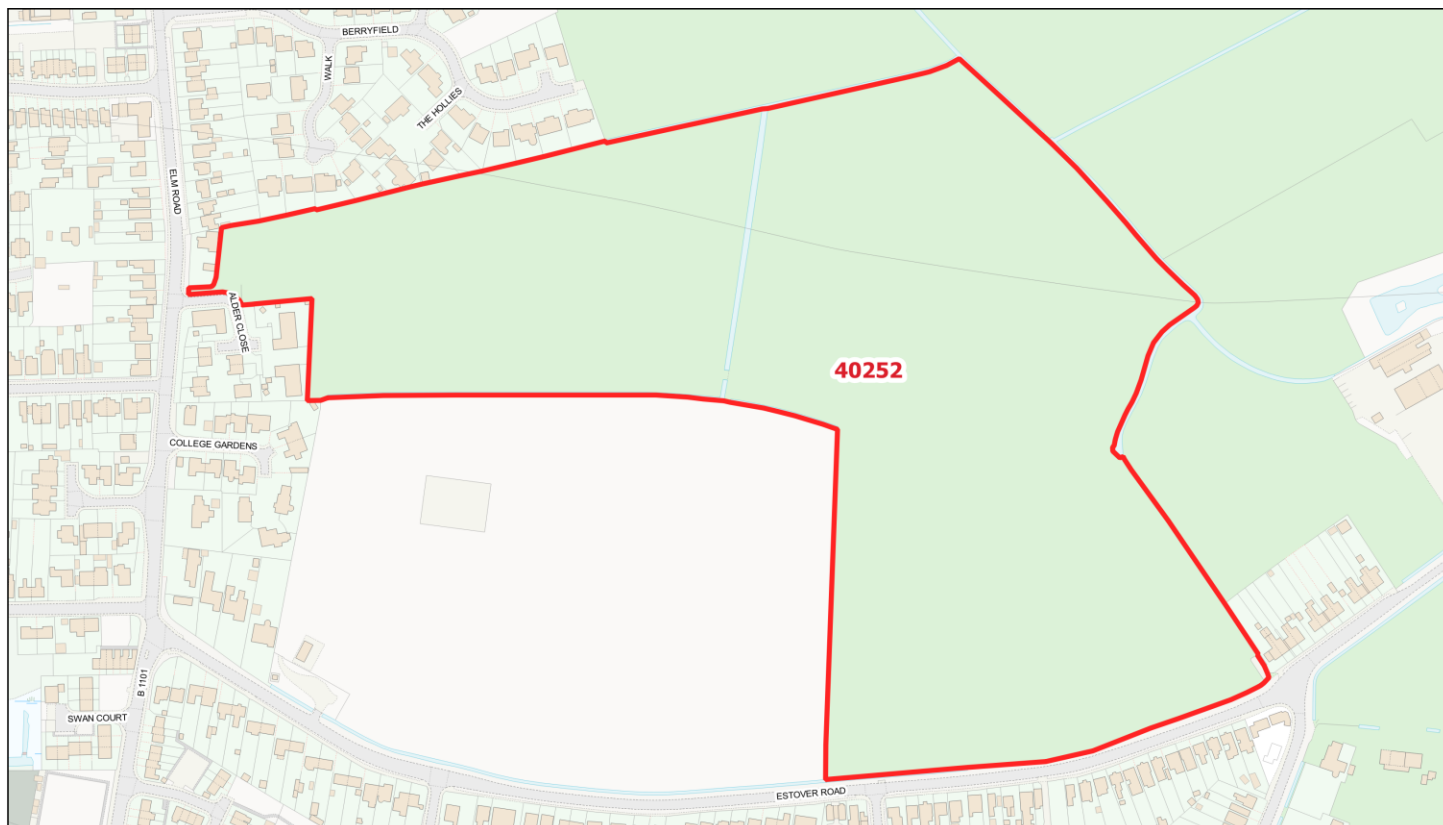 BERRYFIELD
WALK
THE HOLLIES
ELM ROAD
ALDER CLOSE
40252
COLLEGE GARDENS
B 1101
SWAN COURT
ESTOVER ROAD